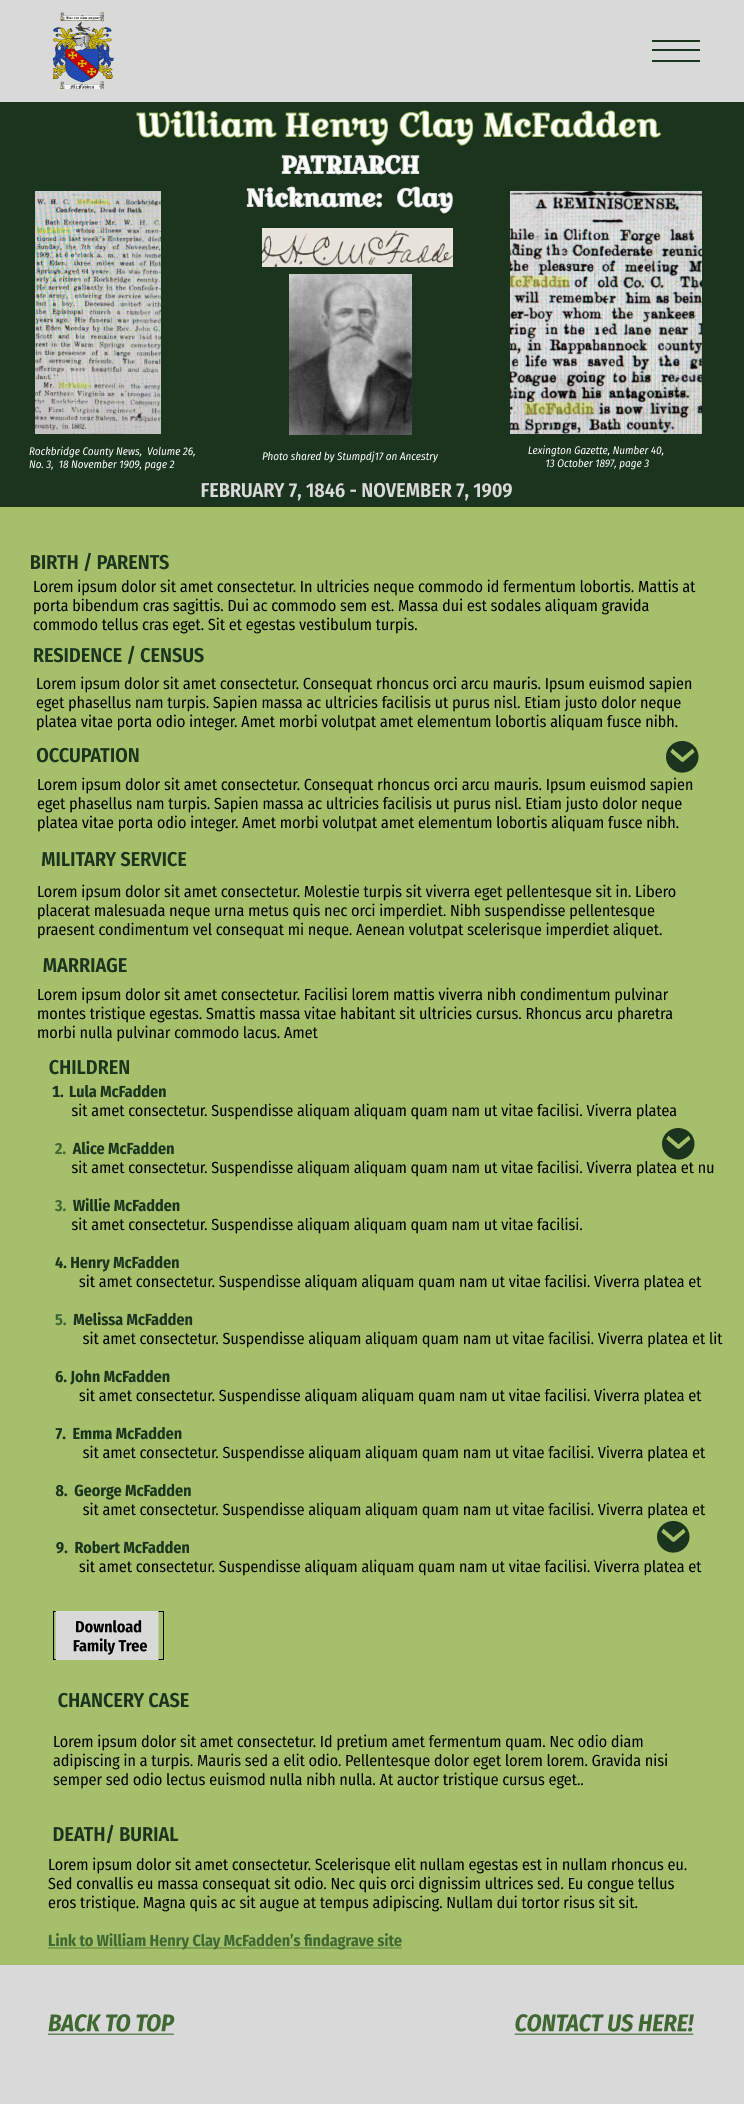 McFadden
William Henry Clay McFadden
PATRIARCH
Nickname: Clay
W. H. C. McFadden, a Rockbridge
Confederate, Dead in Bath
Bath Enterprise: Mr. W. H. C.
McFadden whose illness was men-
tioned in last week's Enterprise, died
Sunday, the 7th day of November,
1909, at 6 o'clock a. m., at his home
at Eden, three miles west of Hot
Springs, aged 64 years. He was form-
erly a citizen of Rockbridge county.
He served gallantly in the Confeder-
ate army, entering the service when
but a boy. Deceased united with
the Episcopal church a number of
years ago. His funeral was preached
at Eden Monday by the Rev. John G.
Scott and his remains were laid to
rest in the Warm Springs cemetery
in the presence of a large number
of sorrowing friends. The floral
offerings were beautiful and abun-
dant."
Mr. McFadden served in the army
of Northern Virginia as a trooper in
the Rockbridge Dragoons, Company
C, First Virginia regiment. He
was wounded near Salem, in Fauquier
county, in 1862.
W.H.C. McFadde
A REMINISCENSE,
hile in Clifton Forge last
ding the Confederate reunio
the pleasure of meeting M
McFaddin of old Co. C. The
will remember him as bein
er-boy whom the yankees
ring in the red lane near
n, in Rappahannock county
e life was saved by the ga
Poague going to his rescue
ting down his antagonists.
McFaddin is now living
m Springs, Bath county.
Rockbridge County News, Volume 26,
No. 3, 18 November 1909, page 2
Photo shared by Stumpdj17 on Ancestry
Lexington Gazette, Number 40,
13 October 1897, page 3
FEBRUARY 7, 1846 - NOVEMBER 7, 1909
BIRTH / PARENTS
Lorem ipsum dolor sit amet consectetur. In ultricies neque commodo id fermentum lobortis. Mattis at
porta bibendum cras sagittis. Dui ac commodo sem est. Massa dui est sodales aliquam gravida
commodo tellus cras eget. Sit et egestas vestibulum turpis.
RESIDENCE / CENSUS
Lorem ipsum dolor sit amet consectetur. Consequat rhoncus orci arcu mauris. Ipsum euismod sapien
eget phasellus nam turpis. Sapien massa ac ultricies facilisis ut purus nisl. Etiam justo dolor neque
platea vitae porta odio integer. Amet morbi volutpat amet elementum lobortis aliquam fusce nibh.
OCCUPATION
Lorem ipsum dolor sit amet consectetur. Consequat rhoncus orci arcu mauris. Ipsum euismod sapien
eget phasellus nam turpis. Sapien massa ac ultricies facilisis ut purus nisl. Etiam justo dolor neque
platea vitae porta odio integer. Amet morbi volutpat amet elementum lobortis aliquam fusce nibh.
MILITARY SERVICE
Lorem ipsum dolor sit amet consectetur. Molestie turpis sit viverra eget pellentesque sit in. Libero
placerat malesuada neque urna metus quis nec orci imperdiet. Nibh suspendisse pellentesque
praesent condimentum vel consequat mi neque. Aenean volutpat scelerisque imperdiet aliquet.
MARRIAGE
Lorem ipsum dolor sit amet consectetur. Facilisi lorem mattis viverra nibh condimentum pulvinar
montes tristique egestas. Smattis massa vitae habitant sit ultricies cursus. Rhoncus arcu pharetra
morbi nulla pulvinar commodo lacus. Amet
CHILDREN
1. Lula McFadden
sit amet consectetur. Suspendisse aliquam aliquam quam nam ut vitae facilisi. Viverra platea
2. Alice McFadden
sit amet consectetur. Suspendisse aliquam aliquam quam nam ut vitae facilisi. Viverra platea et nu
3. Willie McFadden
sit amet consectetur. Suspendisse aliquam aliquam quam nam ut vitae facilisi.
4. Henry McFadden
sit amet consectetur. Suspendisse aliquam aliquam quam nam ut vitae facilisi. Viverra platea et
5. Melissa McFadden
sit amet consectetur. Suspendisse aliquam aliquam quam nam ut vitae facilisi. Viverra platea et lit
6. John McFadden
sit amet consectetur. Suspendisse aliquam aliquam quam nam ut vitae facilisi. Viverra platea et
7. Emma McFadden
sit amet consectetur. Suspendisse aliquam aliquam quam nam ut vitae facilisi. Viverra platea et
8. George McFadden
sit amet consectetur. Suspendisse aliquam aliquam quam nam ut vitae facilisi. Viverra platea et
9. Robert McFadden
sit amet consectetur. Suspendisse aliquam aliquam quam nam ut vitae facilisi. Viverra platea et
Download
Family Tree
CHANCERY CASE
Lorem ipsum dolor sit amet consectetur. Id pretium amet fermentum quam. Nec odio diam
adipiscing in a turpis. Mauris sed a elit odio. Pellentesque dolor eget lorem lorem. Gravida nisi
semper sed odio lectus euismod nulla nibh nulla. At auctor tristique cursus eget..
DEATH/ BURIAL
Lorem ipsum dolor sit amet consectetur. Scelerisque elit nullam egestas est in nullam rhoncus eu.
Sed convallis eu massa consequat sit odio. Nec quis orci dignissim ultrices sed. Eu congue tellus
eros tristique. Magna quis ac sit augue at tempus adipiscing. Nullam dui tortor risus sit sit.
Link to William Henry Clay McFadden's findagrave site
BACK TO TOP
CONTACT US HERE!